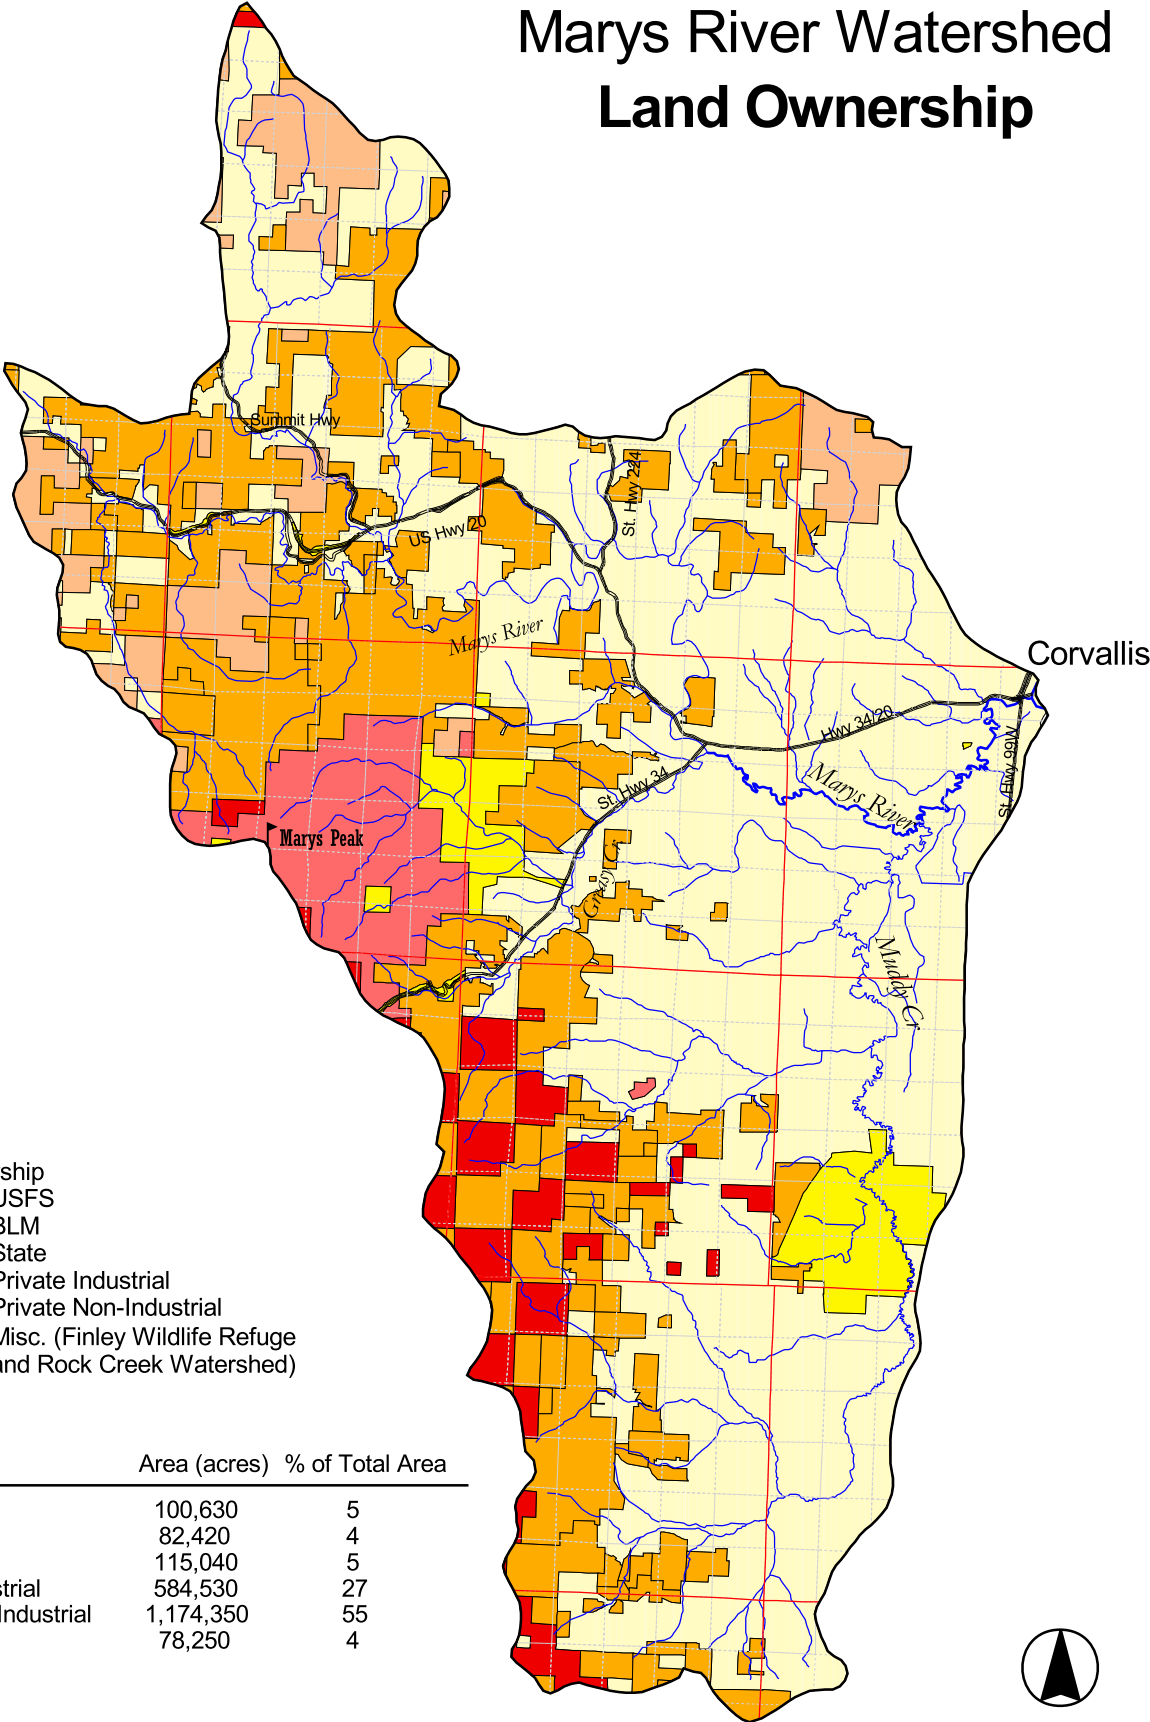 Marys River Watershed
Land Ownership
Summit Hwy
US Hwy 20
St. Hwy 224
Marys River
Corvallis
Hwy 34/20
St. Hwy 99W
St. Hwy 34
Marys River
Marys Peak
Greasy Cr
Muddy Cr
ship
USFS
BLM
State
Private Industrial
Private Non-Industrial
Misc. (Finley Wildlife Refuge
and Rock Creek Watershed)
Area (acres) % of Total Area
100,630 5
82,420 4
115,040 5
strial 584,530 27
Industrial 1,174,350 55
78,250 4